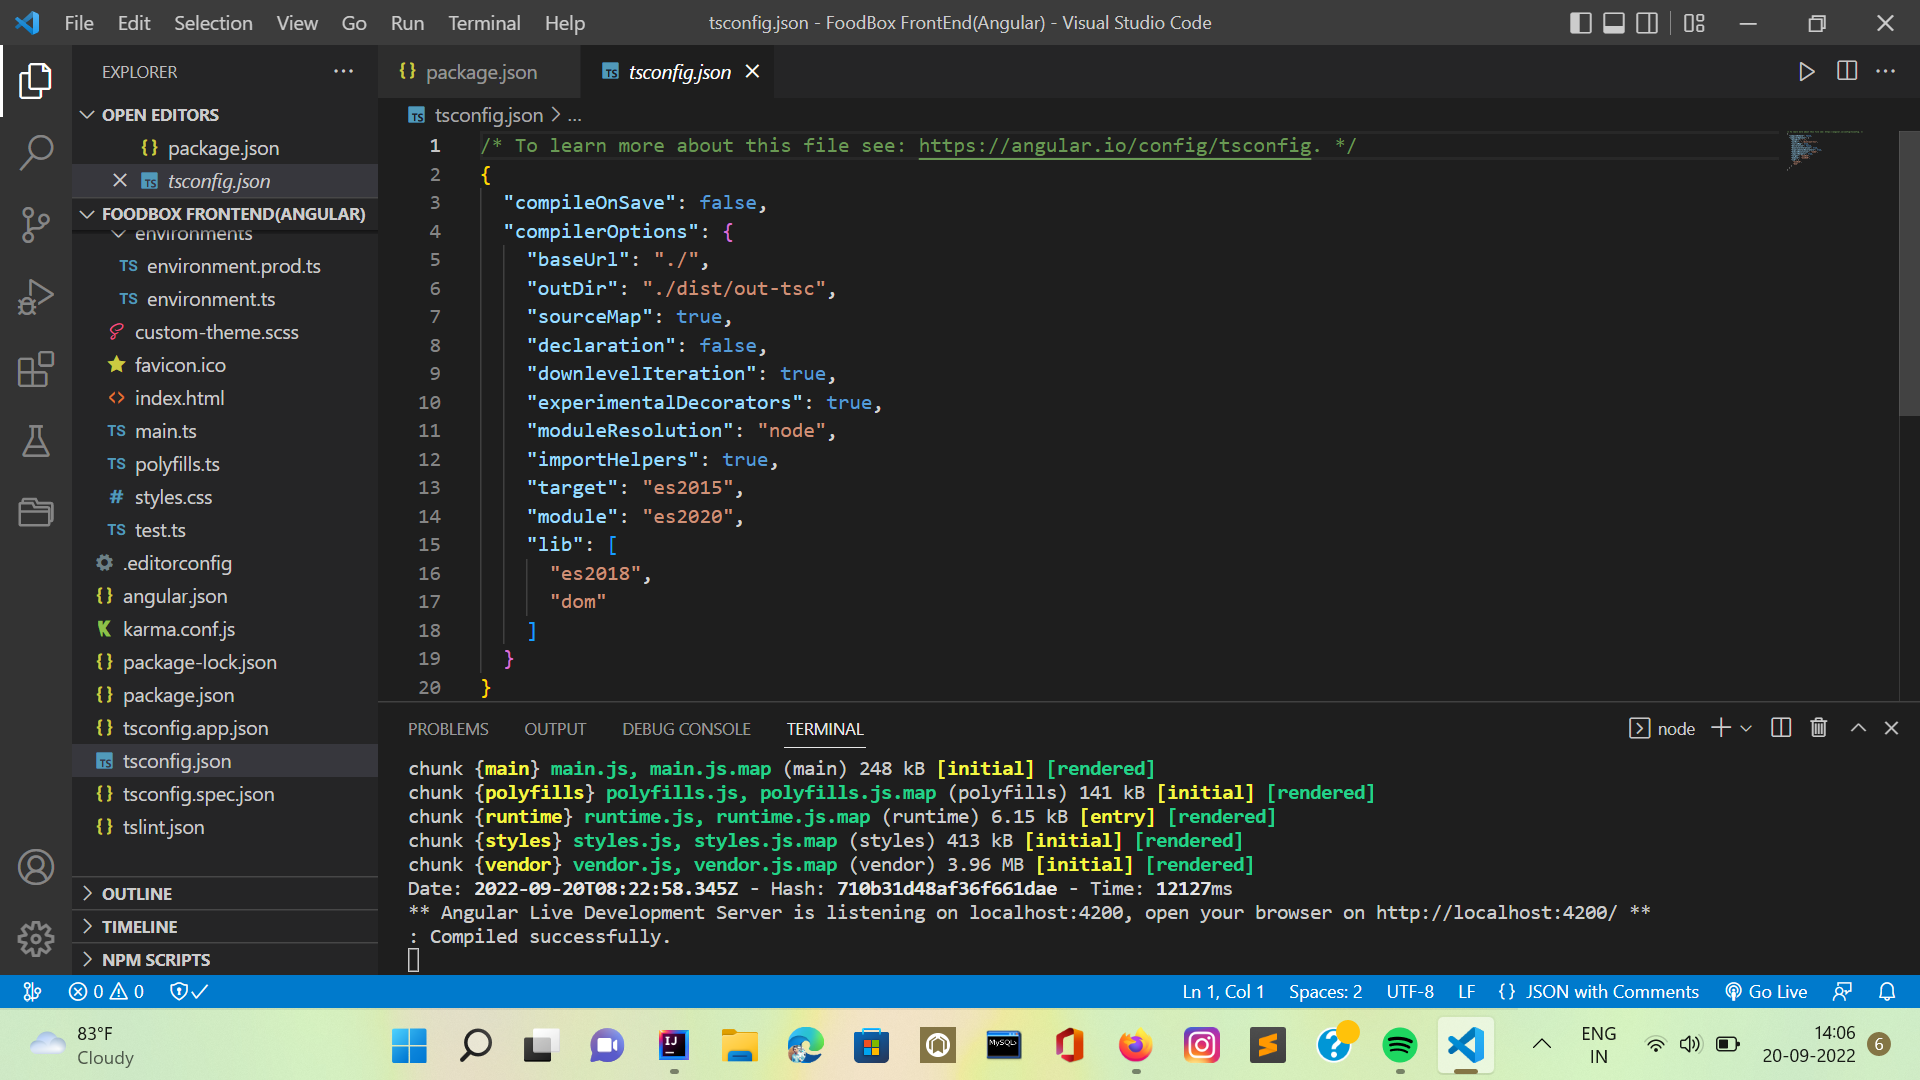 File Edit Selection View Go Run Terminal Help
tsconfig.json - FoodBox FrontEnd(Angular) - Visual Studio Code
EXPLORER
OPEN EDITORS
package.json
tsconfig.json
FOODBOX FRONTEND(ANGULAR)
environments
TS environment.prod.ts
TS environment.ts
custom-theme.scss
favicon.ico
<> index.html
TS main.ts
TS polyfills.ts
# styles.css
TS test.ts
.editorconfig
{} angular.json
karma.conf.js
{} package-lock.json
{} package.json
{} tsconfig.app.json
TS tsconfig.json
{} tsconfig.spec.json
{} tslint.json
OUTLINE
TIMELINE
NPM SCRIPTS
{} package.json
TS tsconfig.json
TS tsconfig.json > ...
1 /* To learn more about this file see: https://angular.io/config/tsconfig. */
2 {
3 "compileOnSave": false,
4 "compilerOptions": {
5 "baseUrl": "./",
6 "outDir": "./dist/out-tsc",
7 "sourceMap": true,
8 "declaration": false,
9 "downlevelIteration": true,
10 "experimentalDecorators": true,
11 "moduleResolution": "node",
12 "importHelpers": true,
13 "target": "es2015",
14 "module": "es2020",
15 "lib": [
16 "es2018",
17 "dom"
18 ]
19 }
20 }
PROBLEMS OUTPUT DEBUG CONSOLE TERMINAL
node
chunk {main} main.js, main.js.map (main) 248 kB [initial] [rendered]
chunk {polyfills} polyfills.js, polyfills.js.map (polyfills) 141 kB [initial] [rendered]
chunk {runtime} runtime.js, runtime.js.map (runtime) 6.15 kB [entry] [rendered]
chunk {styles} styles.js, styles.js.map (styles) 413 kB [initial] [rendered]
chunk {vendor} vendor.js, vendor.js.map (vendor) 3.96 MB [initial] [rendered]
Date: 2022-09-20T08:22:58.345Z - Hash: 710b31d48af36f661dae - Time: 12127ms
** Angular Live Development Server is listening on localhost:4200, open your browser on http://localhost:4200/ **
: Compiled successfully.
0 0
Ln 1, Col 1 Spaces: 2 UTF-8 LF {} JSON with Comments Go Live
83°F
Cloudy
IJ
MySQL
ENG
IN
14:06
20-09-2022
6